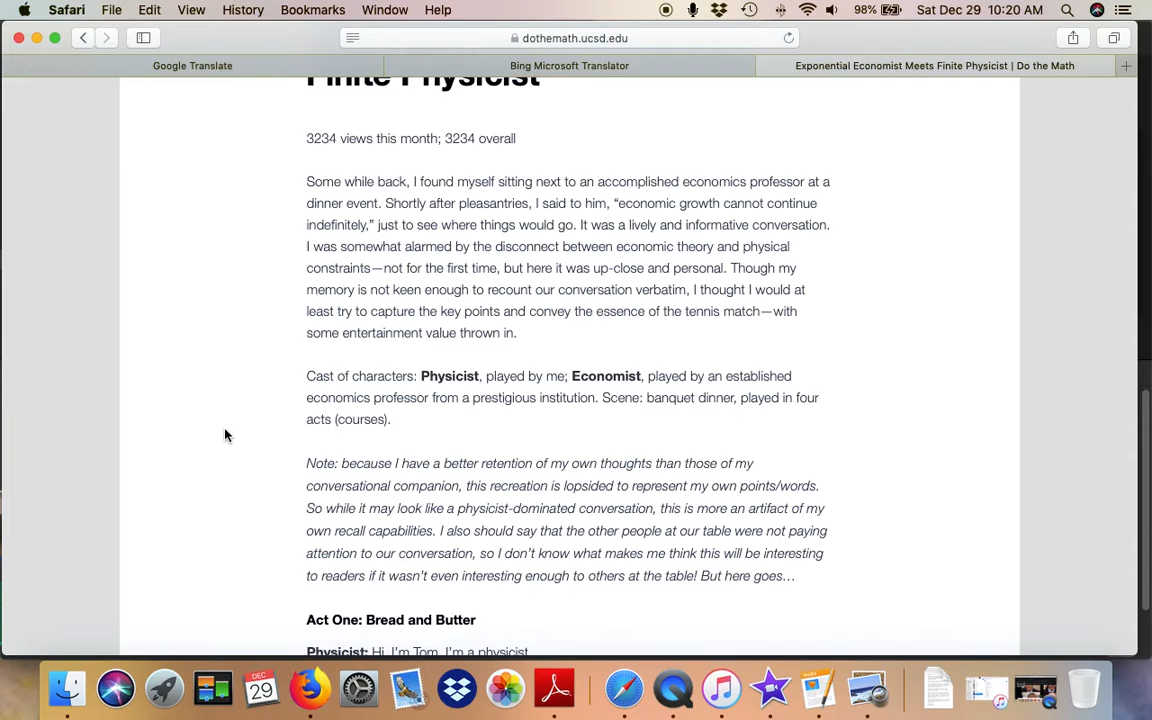 Safari File Edit View History Bookmarks Window Help 98% Sat Dec 29 10:20 AM
dothemath.ucsd.edu
Google Translate Bing Microsoft Translator Exponential Economist Meets Finite Physicist | Do the Math
Finite Physicist
3234 views this month; 3234 overall
Some while back, I found myself sitting next to an accomplished economics professor at a
dinner event. Shortly after pleasantries, I said to him, “economic growth cannot continue
indefinitely,” just to see where things would go. It was a lively and informative conversation.
I was somewhat alarmed by the disconnect between economic theory and physical
constraints—not for the first time, but here it was up-close and personal. Though my
memory is not keen enough to recount our conversation verbatim, I thought I would at
least try to capture the key points and convey the essence of the tennis match—with
some entertainment value thrown in.
Cast of characters: Physicist, played by me; Economist, played by an established
economics professor from a prestigious institution. Scene: banquet dinner, played in four
acts (courses).
Note: because I have a better retention of my own thoughts than those of my
conversational companion, this recreation is lopsided to represent my own points/words.
So while it may look like a physicist-dominated conversation, this is more an artifact of my
own recall capabilities. I also should say that the other people at our table were not paying
attention to our conversation, so I don’t know what makes me think this will be interesting
to readers if it wasn’t even interesting enough to others at the table! But here goes…
Act One: Bread and Butter
Physicist: Hi, I’m Tom. I’m a physicist.
DEC
29